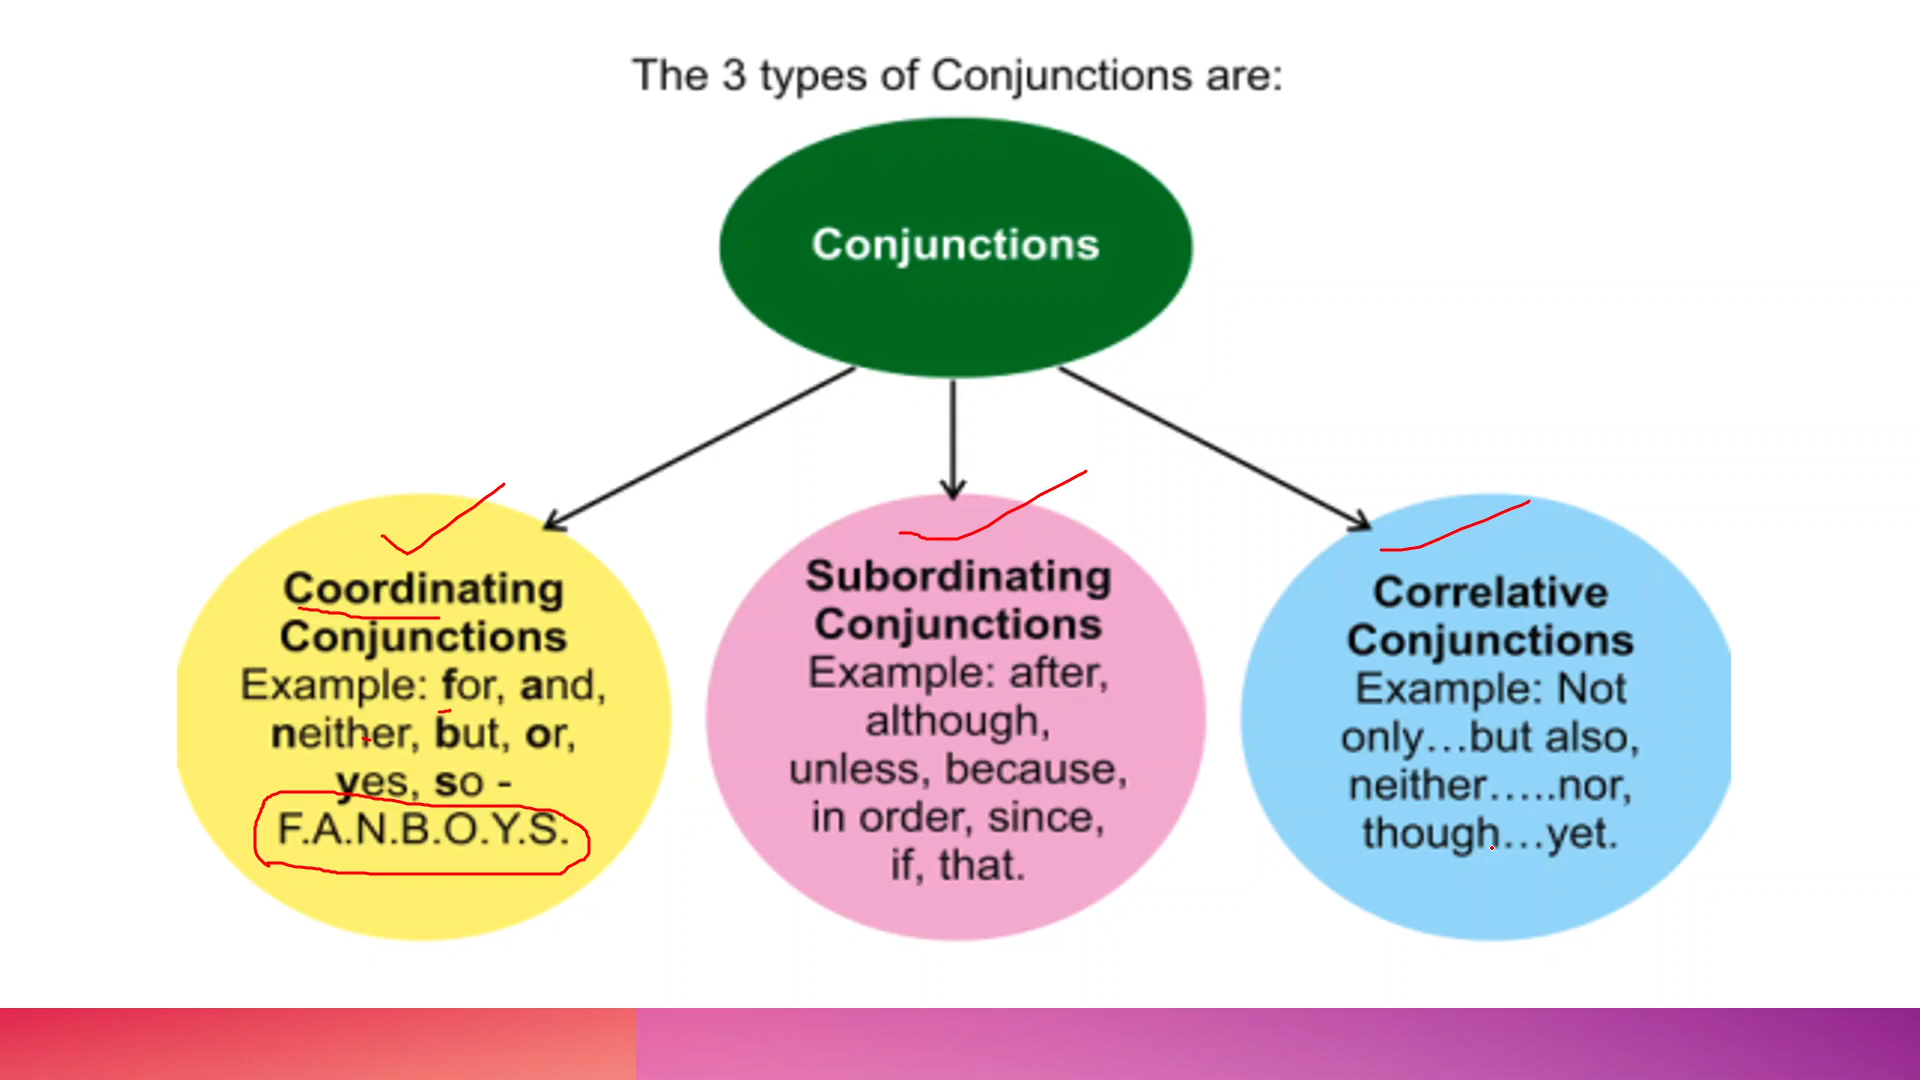 The 3 types of Conjunctions are:
Conjunctions
Coordinating
Conjunctions
Example: for, and,
neither, but, or,
yes, so -
F.A.N.B.O.Y.S.
Subordinating
Conjunctions
Example: after,
although,
unless, because,
in order, since,
if, that.
Correlative
Conjunctions
Example: Not
only...but also,
neither.....nor,
though...yet.